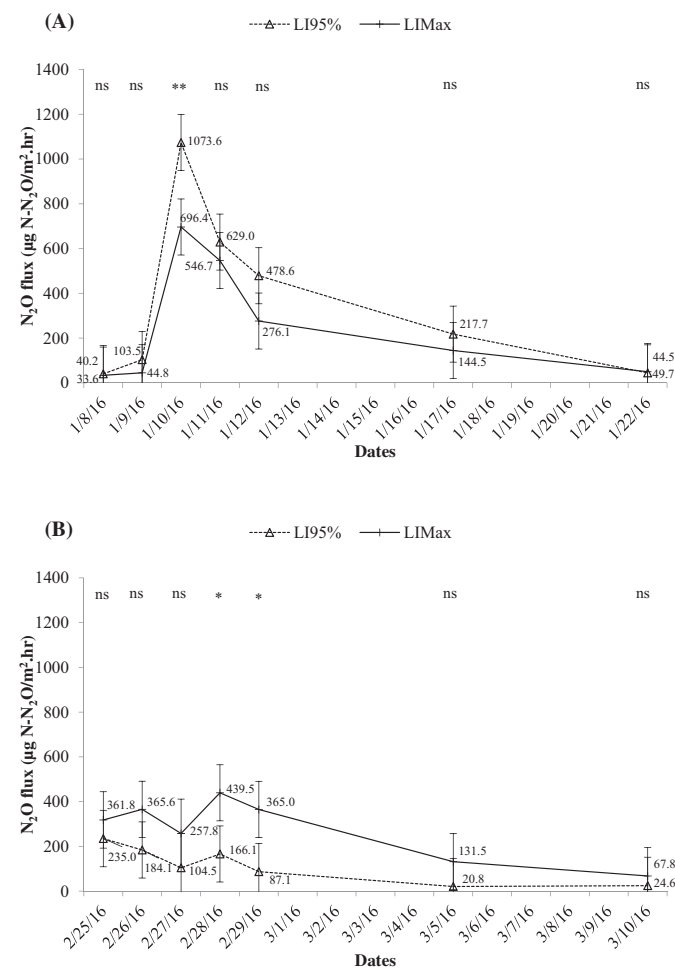 (A)
LI95% LIMax
N₂O flux (µg N-N₂O/m².hr)
1400
1200
1000
800
600
400
200
0
ns ns ** ns ns ns ns
1073.6
696.4
629.0
546.7
478.6
276.1
217.7
144.5
103.5
44.8
40.2
33.6
44.5
49.7
1/8/16 1/9/16 1/10/16 1/11/16 1/12/16 1/13/16 1/14/16 1/15/16 1/16/16 1/17/16 1/18/16 1/19/16 1/20/16 1/21/16 1/22/16
Dates
(B)
LI95% LIMax
N₂O flux (µg N-N₂O/m².hr)
1400
1200
1000
800
600
400
200
0
ns ns ns * * ns ns
361.8 365.6 257.8 439.5 365.0 131.5 67.8
235.0 184.1 104.5 166.1 87.1 20.8 24.6
2/25/16 2/26/16 2/27/16 2/28/16 2/29/16 3/1/16 3/2/16 3/3/16 3/4/16 3/5/16 3/6/16 3/7/16 3/8/16 3/9/16 3/10/16
Dates